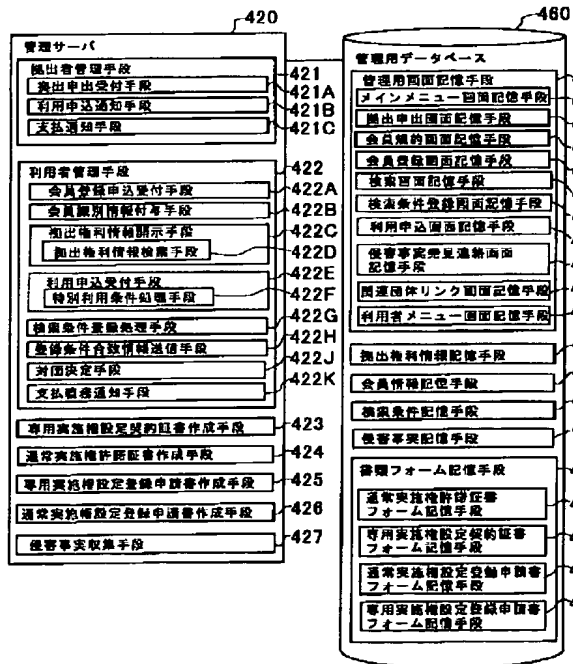 420
管理サーバ
拠出者管理手段
421
拠出申出受付手段
421A
利用申込通知手段
421B
支払通知手段
421C
利用者管理手段
422
会員登録申込受付手段
422A
会員識別情報付与手段
422B
拠出権利情報開示手段
422C
拠出権利情報検索手段
422D
利用申込受付手段
422E
特別利用条件処理手段
422F
検索条件登録処理手段
422G
登録条件合致情報送信手段
422H
対価決定手段
422J
支払義務通知手段
422K
専用実施権設定契約証書作成手段
423
通常実施権許諾証書作成手段
424
専用実施権設定登録申請書作成手段
425
通常実施権設定登録申請書作成手段
426
侵害事実収集手段
427
460
管理用データベース
管理用画面記憶手段
メインメニュー画面記憶手段
拠出申出画面記憶手段
会員規約画面記憶手段
会員登録画面記憶手段
検索画面記憶手段
検索条件登録画面記憶手段
利用申込画面記憶手段
侵害事実発見連絡画面
記憶手段
関連団体リンク画面記憶手段
利用者メニュー画面記憶手段
拠出権利情報記憶手段
会員情報記憶手段
検索条件記憶手段
侵害事実記憶手段
書類フォーム記憶手段
通常実施権許諾証書
フォーム記憶手段
専用実施権設定契約証書
フォーム記憶手段
通常実施権設定登録申請書
フォーム記憶手段
専用実施権設定登録申請書
フォーム記憶手段